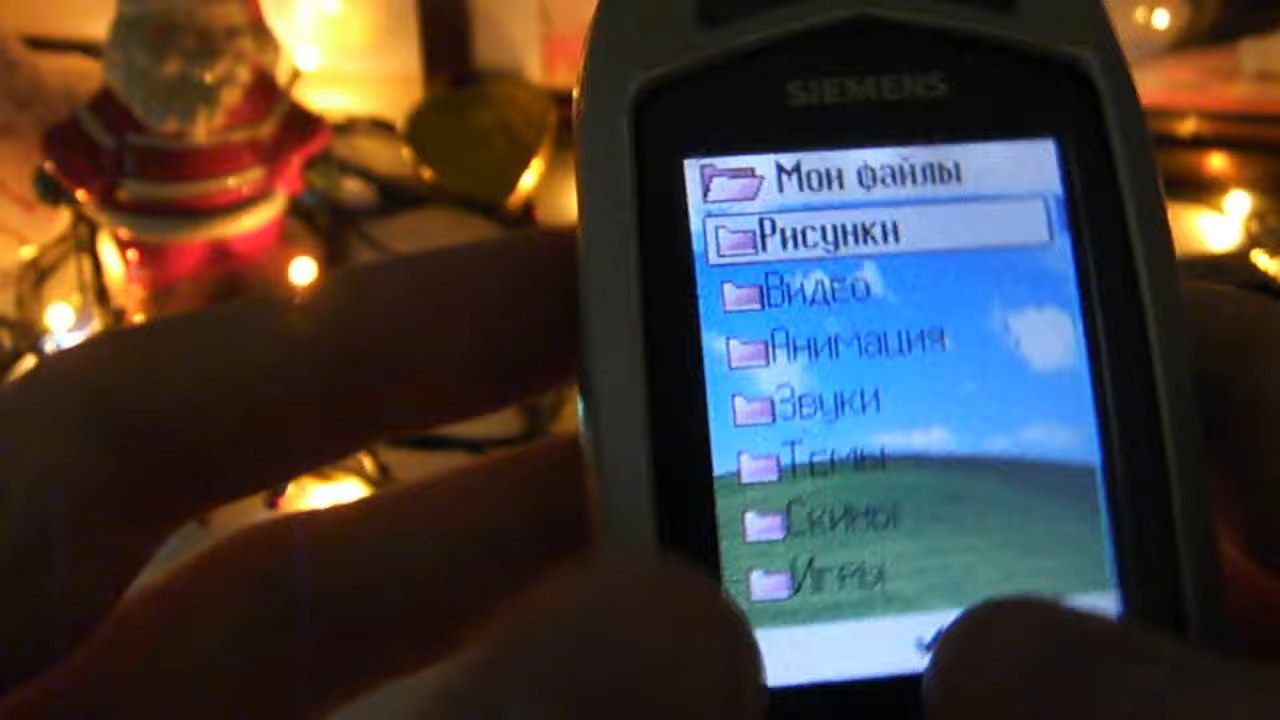 SIEMENS
Мои файлы
Рисунки
Видео
Анимация
Звуки
Темы
Скины
Игры